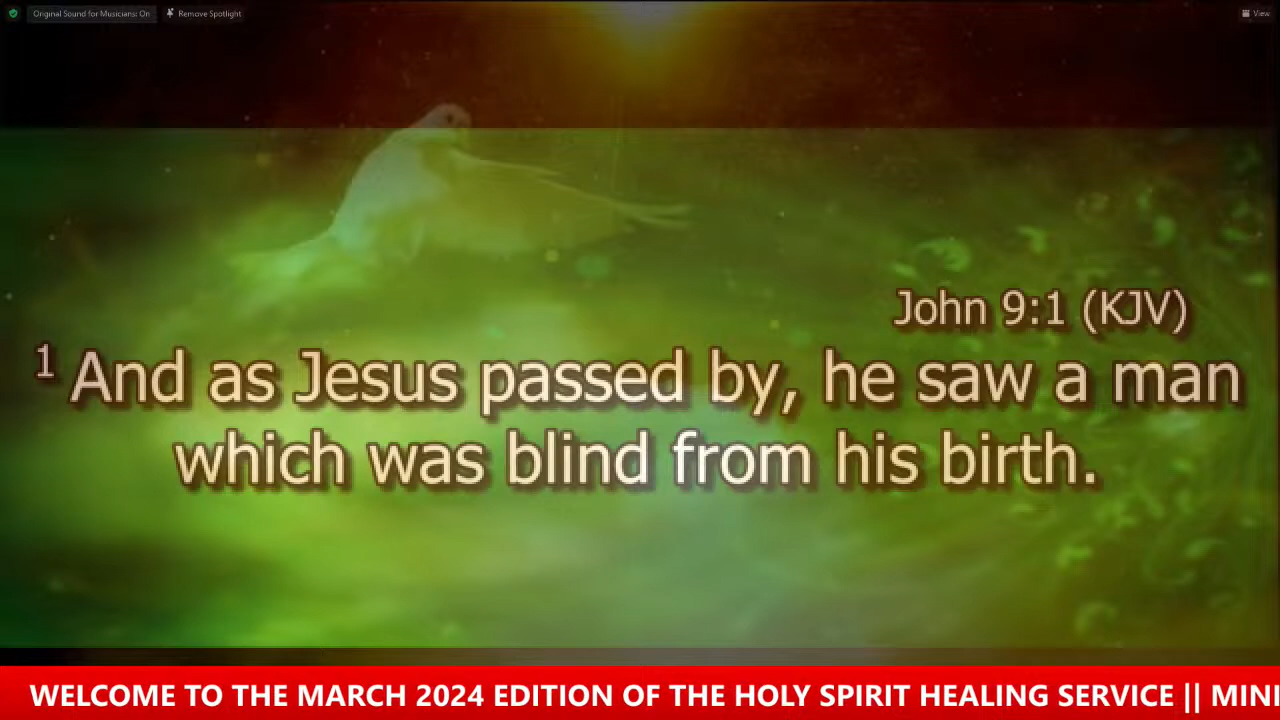 Original Sound for Musicians: On Remove Spotlight View
John 9:1 (KJV)
1 And as Jesus passed by, he saw a man
which was blind from his birth.
WELCOME TO THE MARCH 2024 EDITION OF THE HOLY SPIRIT HEALING SERVICE ||